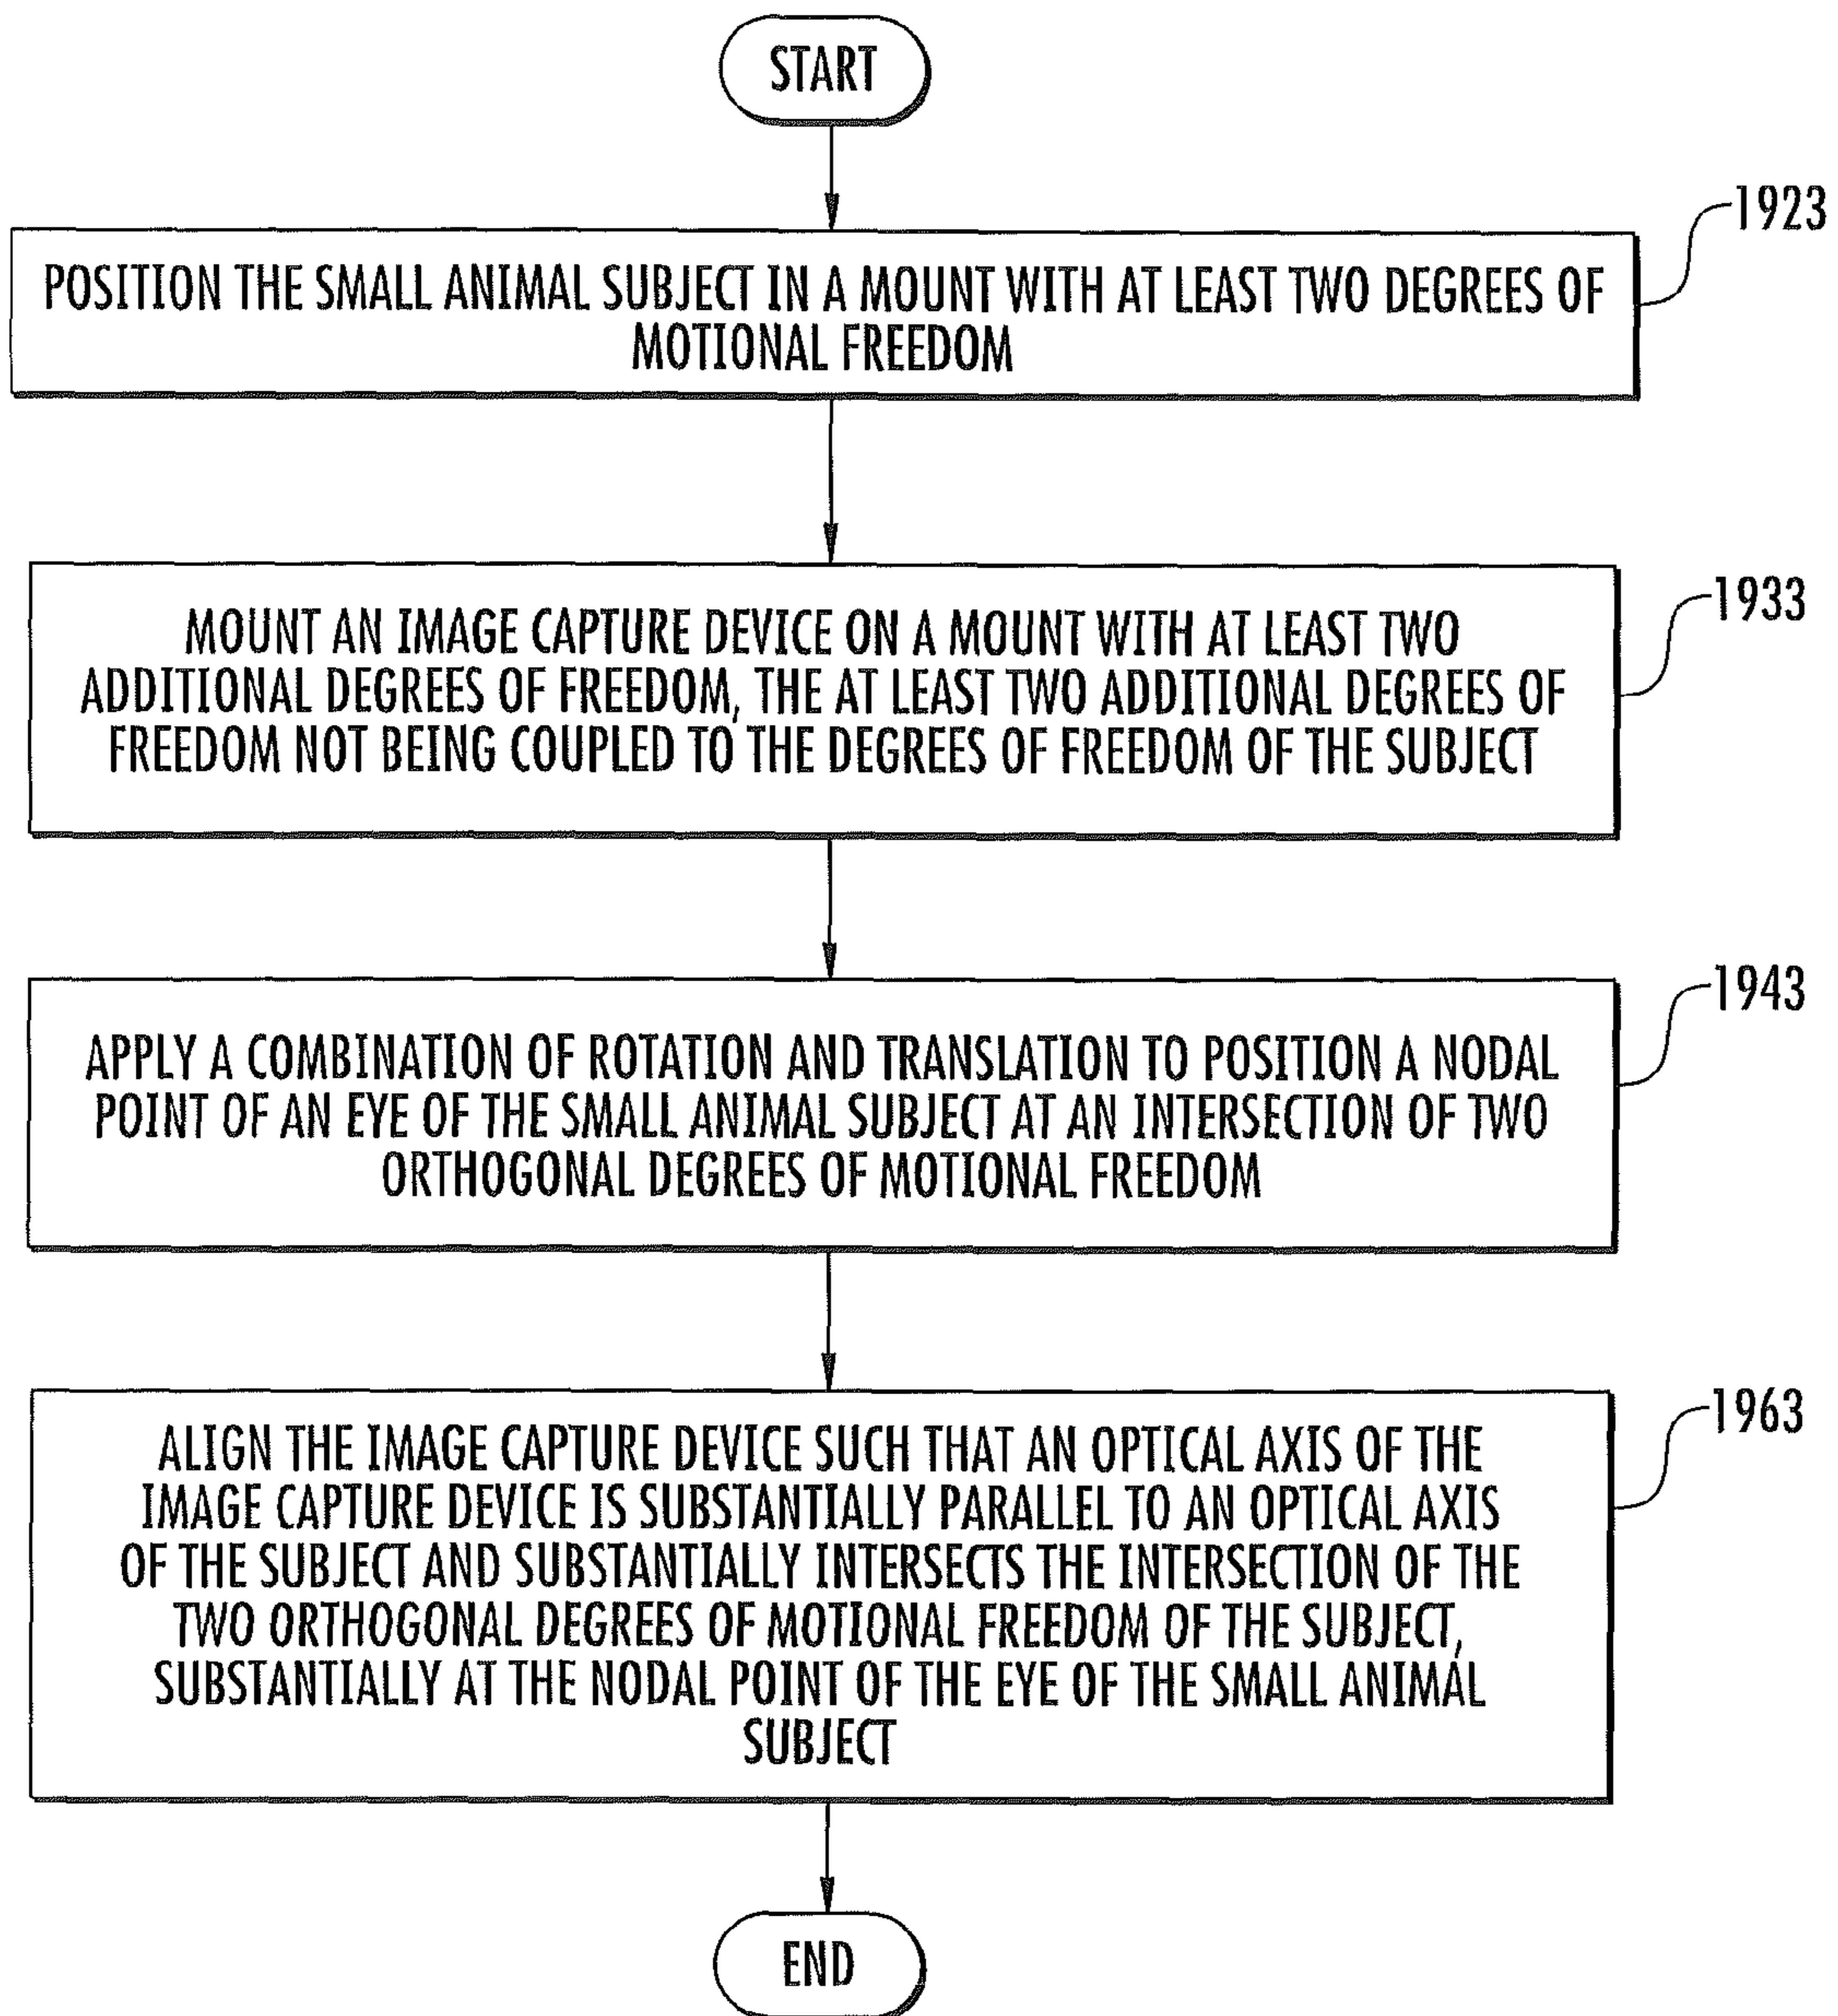 START
1923
POSITION THE SMALL ANIMAL SUBJECT IN A MOUNT WITH AT LEAST TWO DEGREES OF
MOTIONAL FREEDOM
1933
MOUNT AN IMAGE CAPTURE DEVICE ON A MOUNT WITH AT LEAST TWO
ADDITIONAL DEGREES OF FREEDOM, THE AT LEAST TWO ADDITIONAL DEGREES OF
FREEDOM NOT BEING COUPLED TO THE DEGREES OF FREEDOM OF THE SUBJECT
1943
APPLY A COMBINATION OF ROTATION AND TRANSLATION TO POSITION A NODAL
POINT OF AN EYE OF THE SMALL ANIMAL SUBJECT AT AN INTERSECTION OF TWO
ORTHOGONAL DEGREES OF MOTIONAL FREEDOM
1963
ALIGN THE IMAGE CAPTURE DEVICE SUCH THAT AN OPTICAL AXIS OF THE
IMAGE CAPTURE DEVICE IS SUBSTANTIALLY PARALLEL TO AN OPTICAL AXIS
OF THE SUBJECT AND SUBSTANTIALLY INTERSECTS THE INTERSECTION OF THE
TWO ORTHOGONAL DEGREES OF MOTIONAL FREEDOM OF THE SUBJECT,
SUBSTANTIALLY AT THE NODAL POINT OF THE EYE OF THE SMALL ANIMAL
SUBJECT
END